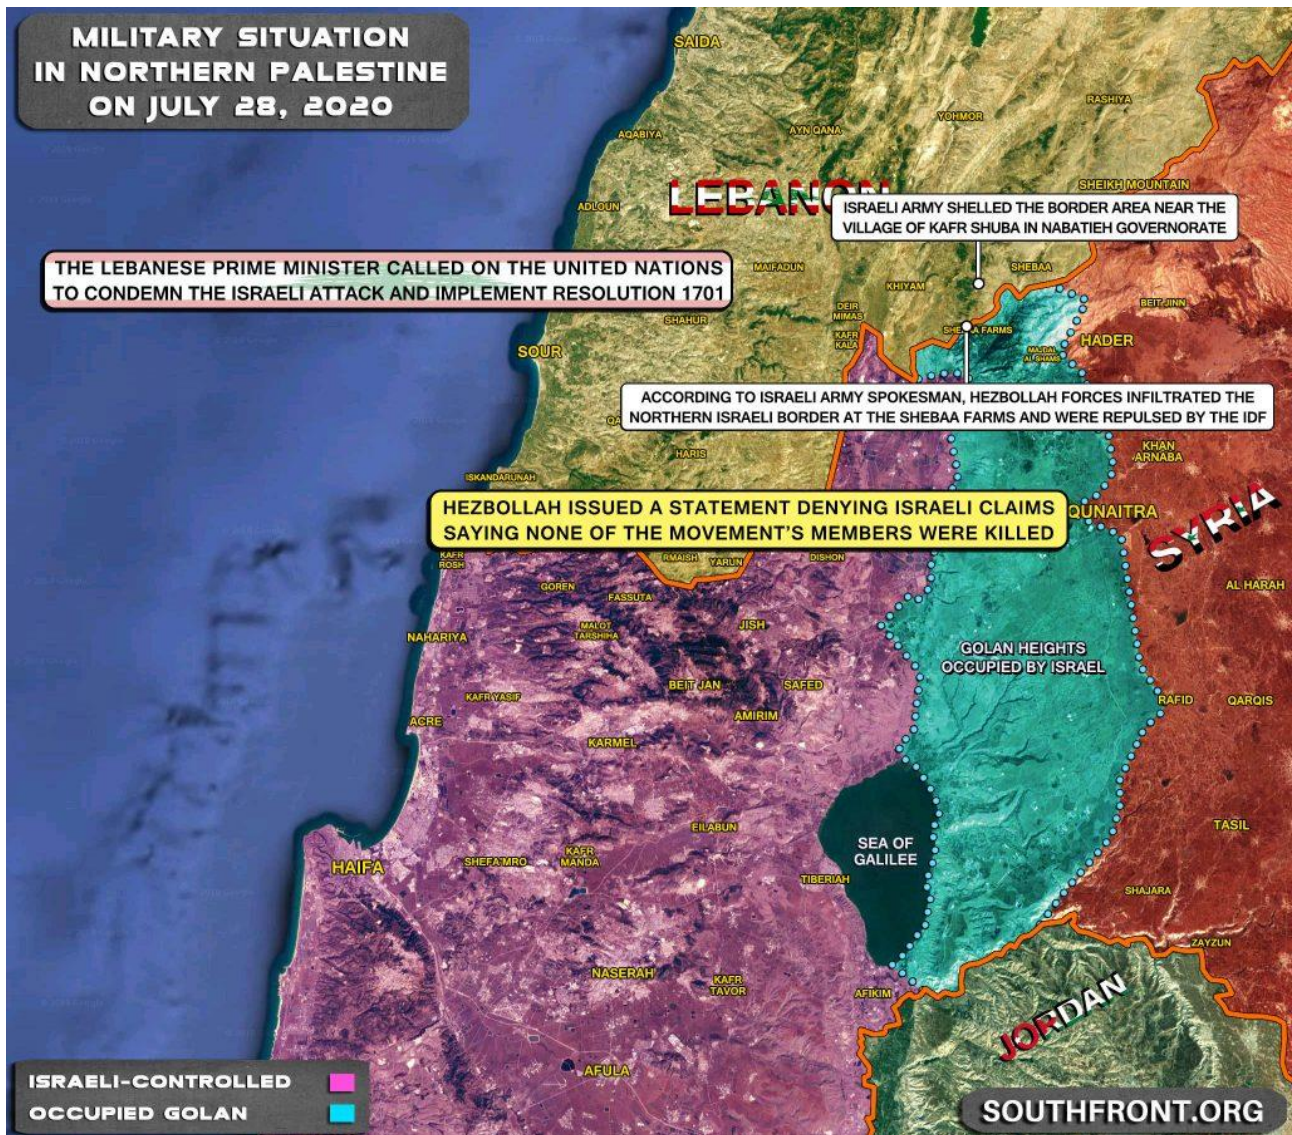 MILITARY SITUATION
IN NORTHERN PALESTINE
ON JULY 28, 2020
SAIDA
RASHIYA
YOHMOR
AYN QANA
AQABIYA
SHEIKH MOUNTAIN
LEBANON
ADLOUN
ISRAELI ARMY SHELLED THE BORDER AREA NEAR THE
VILLAGE OF KAFR SHUBA IN NABATIEH GOVERNORATE
THE LEBANESE PRIME MINISTER CALLED ON THE UNITED NATIONS
TO CONDEMN THE ISRAELI ATTACK AND IMPLEMENT RESOLUTION 1701
MAIFADUN
SHEBAA
KHIYAM
BEIT JINN
DEIR
MIMAS
SHAHUR
KAFR
KALA
SHEBAA FARMS
HADER
SOUR
MAJDAL
AL SHAMS
ACCORDING TO ISRAELI ARMY SPOKESMAN, HEZBOLLAH FORCES INFILTRATED THE
NORTHERN ISRAELI BORDER AT THE SHEBAA FARMS AND WERE REPULSED BY THE IDF
HARIS
KHAN
ARNABA
ISKANDARUNAH
HEZBOLLAH ISSUED A STATEMENT DENYING ISRAELI CLAIMS
SAYING NONE OF THE MOVEMENT'S MEMBERS WERE KILLED
QUNAITRA
SYRIA
KAFR
ROSH
RMAISH
YARUN
DISHON
GOREN
FASSUTA
AL HARAH
NAHARIYA
MALOT
TARSHIHA
JISH
GOLAN HEIGHTS
OCCUPIED BY ISRAEL
KAFR YASIF
BEIT JAN
SAFED
RAFID
QARQIS
ACRE
AMIRIM
KARMEL
EILABUN
TASIL
SEA OF
GALILEE
HAIFA
SHEFA'MRO
KAFR
MANDA
TIBERIAH
SHAJARA
ZAYZUN
NASERAH
KAFR
TAVOR
AFIKIM
JORDAN
AFULA
ISRAELI-CONTROLLED
OCCUPIED GOLAN
SOUTHFRONT.ORG